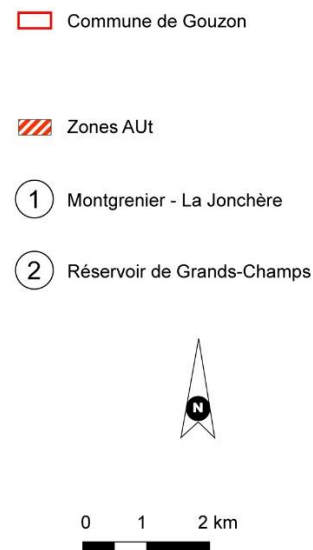 Commune de Gouzon
Zones AUt
1 Montgrenier - La Jonchère
2 Réservoir de Grands-Champs
N
0 1 2 km